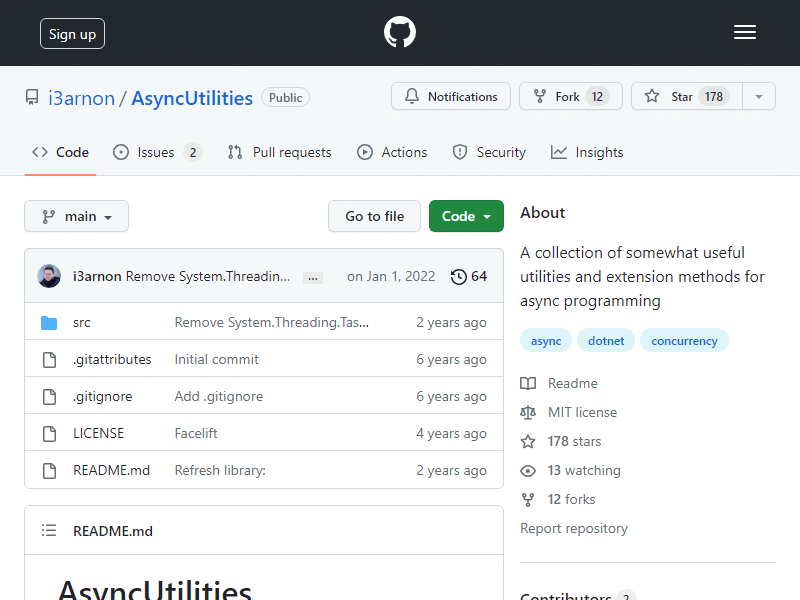 Sign up
i3arnon / AsyncUtilities Public
Notifications Fork 12 Star 178
Code Issues 2 Pull requests Actions Security Insights
main Go to file Code
i3arnon Remove System.Threadin... ... on Jan 1, 2022 64
src Remove System.Threading.Tas... 2 years ago
.gitattributes Initial commit 6 years ago
.gitignore Add .gitignore 6 years ago
LICENSE Facelift 4 years ago
README.md Refresh library: 2 years ago
README.md
AsyncUtilities
About
A collection of somewhat useful
utilities and extension methods for
async programming
async dotnet concurrency
Readme
MIT license
178 stars
13 watching
12 forks
Report repository
Contributors 2